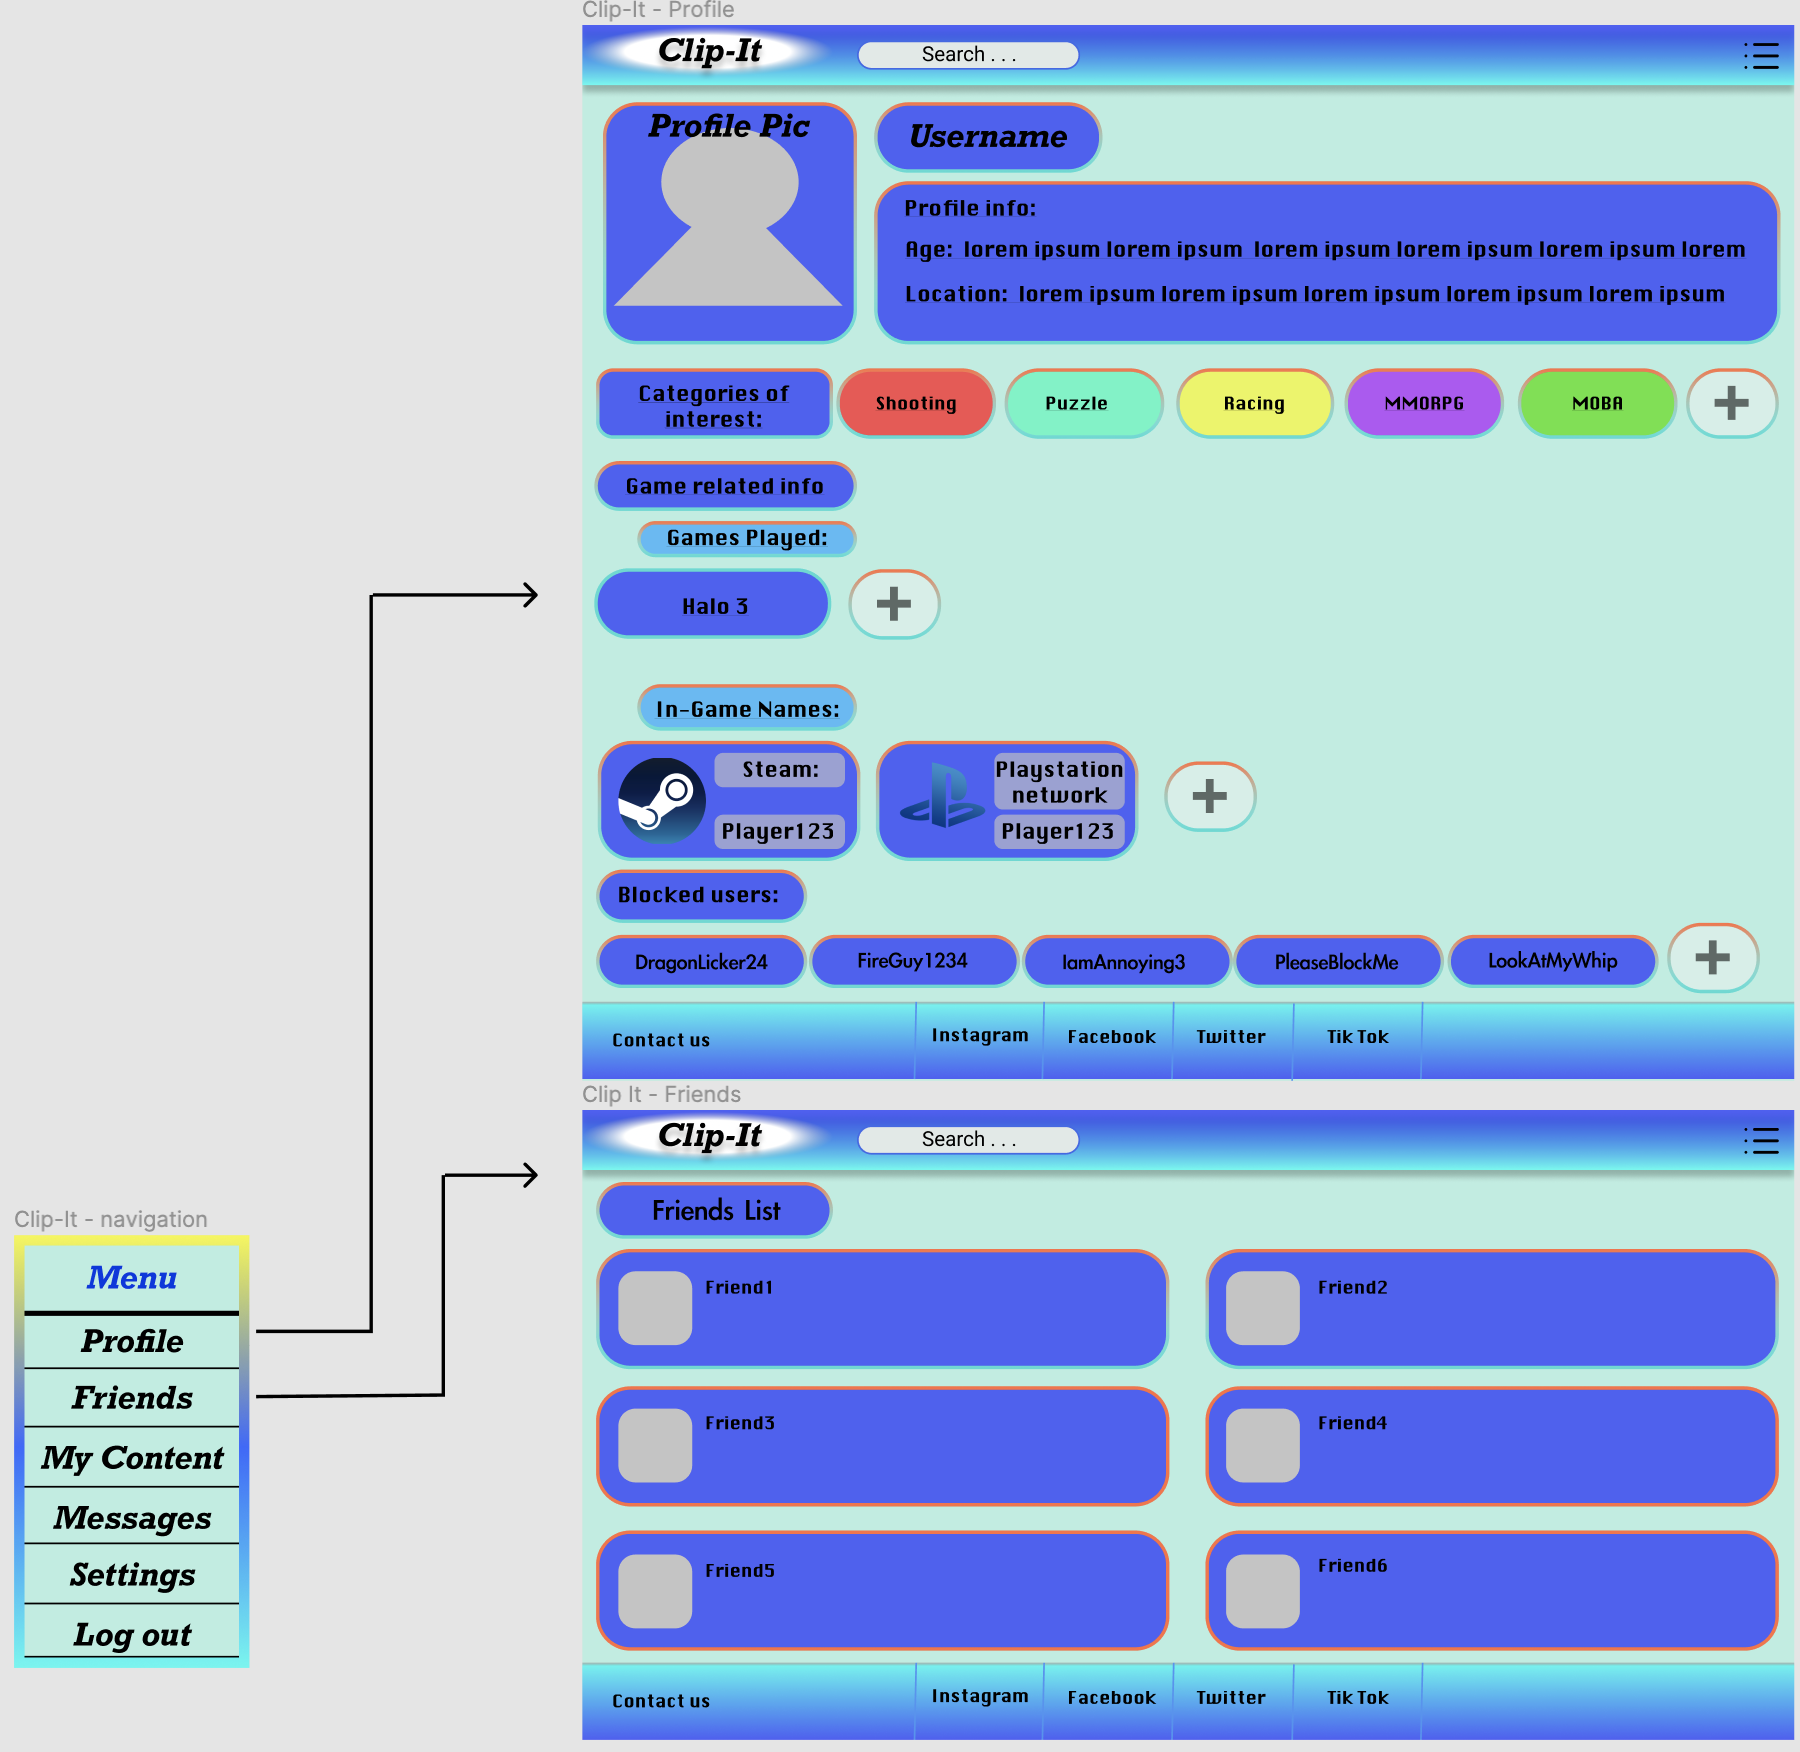 Clip-It - Profile
Clip-It
Search . . .
Profile Pic
Username
Profile info:
Age: lorem ipsum lorem ipsum lorem ipsum lorem ipsum lorem ipsum lorem
Location: lorem ipsum lorem ipsum lorem ipsum lorem ipsum lorem ipsum
Categories of
interest:
Shooting
Puzzle
Racing
MMORPG
MOBA
Game related info
Games Played:
Halo 3
In-Game Names:
Steam:
Player123
Playstation
network
Player123
Blocked users:
DragonLicker24
FireGuy1234
IamAnnoying3
PleaseBlockMe
LookAtMyWhip
Contact us
Instagram
Facebook
Twitter
Tik Tok
Clip It - Friends
Clip-It
Search . . .
Friends List
Friend1
Friend2
Friend3
Friend4
Friend5
Friend6
Contact us
Instagram
Facebook
Twitter
Tik Tok
Clip-It - navigation
Menu
Profile
Friends
My Content
Messages
Settings
Log out